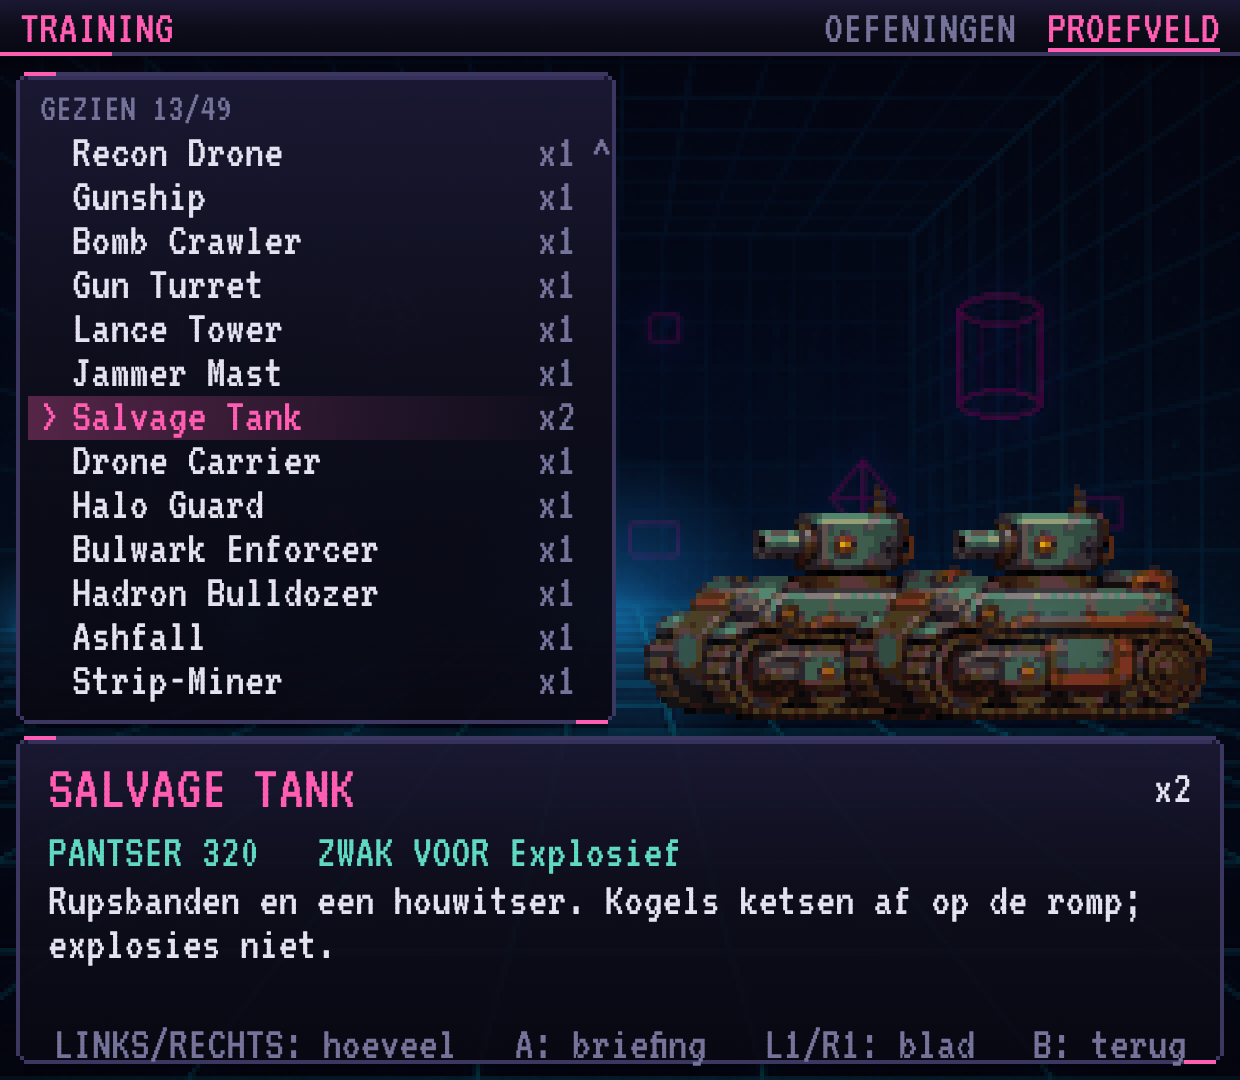 TRAINING OEFENINGEN PROEFVELD
GEZIEN 13/49
Recon Drone x1 ^
Gunship x1
Bomb Crawler x1
Gun Turret x1
Lance Tower x1
Jammer Mast x1
> Salvage Tank x2
Drone Carrier x1
Halo Guard x1
Bulwark Enforcer x1
Hadron Bulldozer x1
Ashfall x1
Strip-Miner x1
SALVAGE TANK x2
PANTSER 320 ZWAK VOOR Explosief
Rupsbanden en een houwitser. Kogels ketsen af op de romp;
explosies niet.
LINKS/RECHTS: hoeveel A: briefing L1/R1: blad B: terug